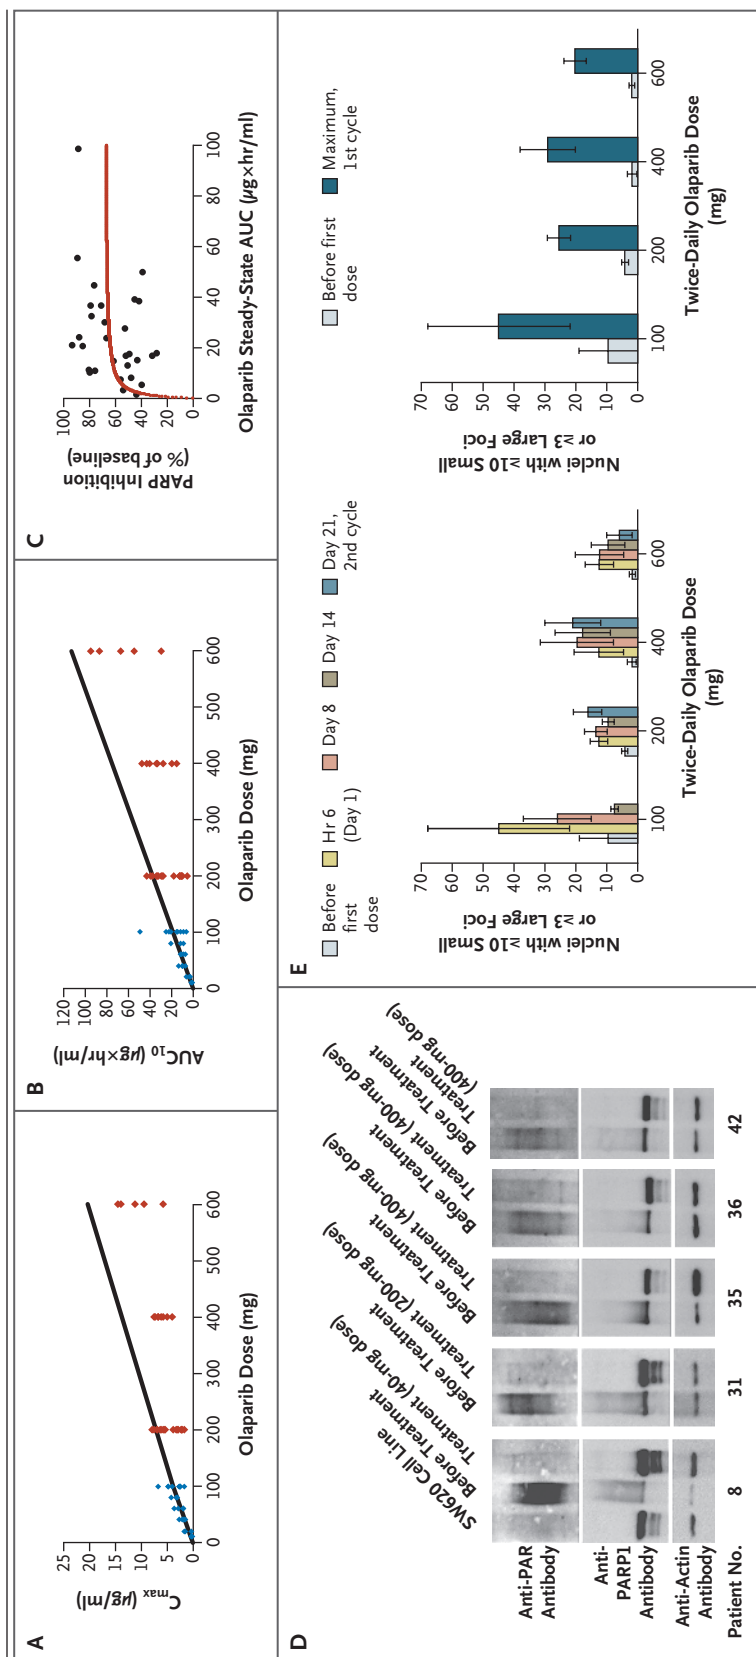 A
C max (µg/ml)
25
20
15
10
5
0
0
100
200
300
400
500
600
Olaparib Dose (mg)
B
AUC10 (µg×hr/ml)
120
100
80
60
40
20
0
0
100
200
300
400
500
600
Olaparib Dose (mg)
C
PARP Inhibition
(% of baseline)
100
80
60
40
20
0
0
20
40
60
80
100
Olaparib Steady-State AUC (µg×hr/ml)
D
SW620 Cell Line
Before Treatment
Treatment (40-mg dose)
Before Treatment
Treatment (200-mg dose)
Before Treatment
Treatment (400-mg dose)
Before Treatment
Treatment (400-mg dose)
Before Treatment
Treatment
(400-mg dose)
Anti-PAR
Antibody
Anti-
PARP1
Antibody
Anti-Actin
Antibody
Patient No.
8
31
35
36
42
E
Before
first
dose
Hr 6
(Day 1)
Day 8
Day 14
Day 21,
2nd cycle
Nuclei with ≥10 Small
or ≥3 Large Foci
70
60
50
40
30
20
10
0
100
200
400
600
Twice-Daily Olaparib Dose
(mg)
Before first
dose
Maximum,
1st cycle
Nuclei with ≥10 Small
or ≥3 Large Foci
70
60
50
40
30
20
10
0
100
200
400
600
Twice-Daily Olaparib Dose
(mg)